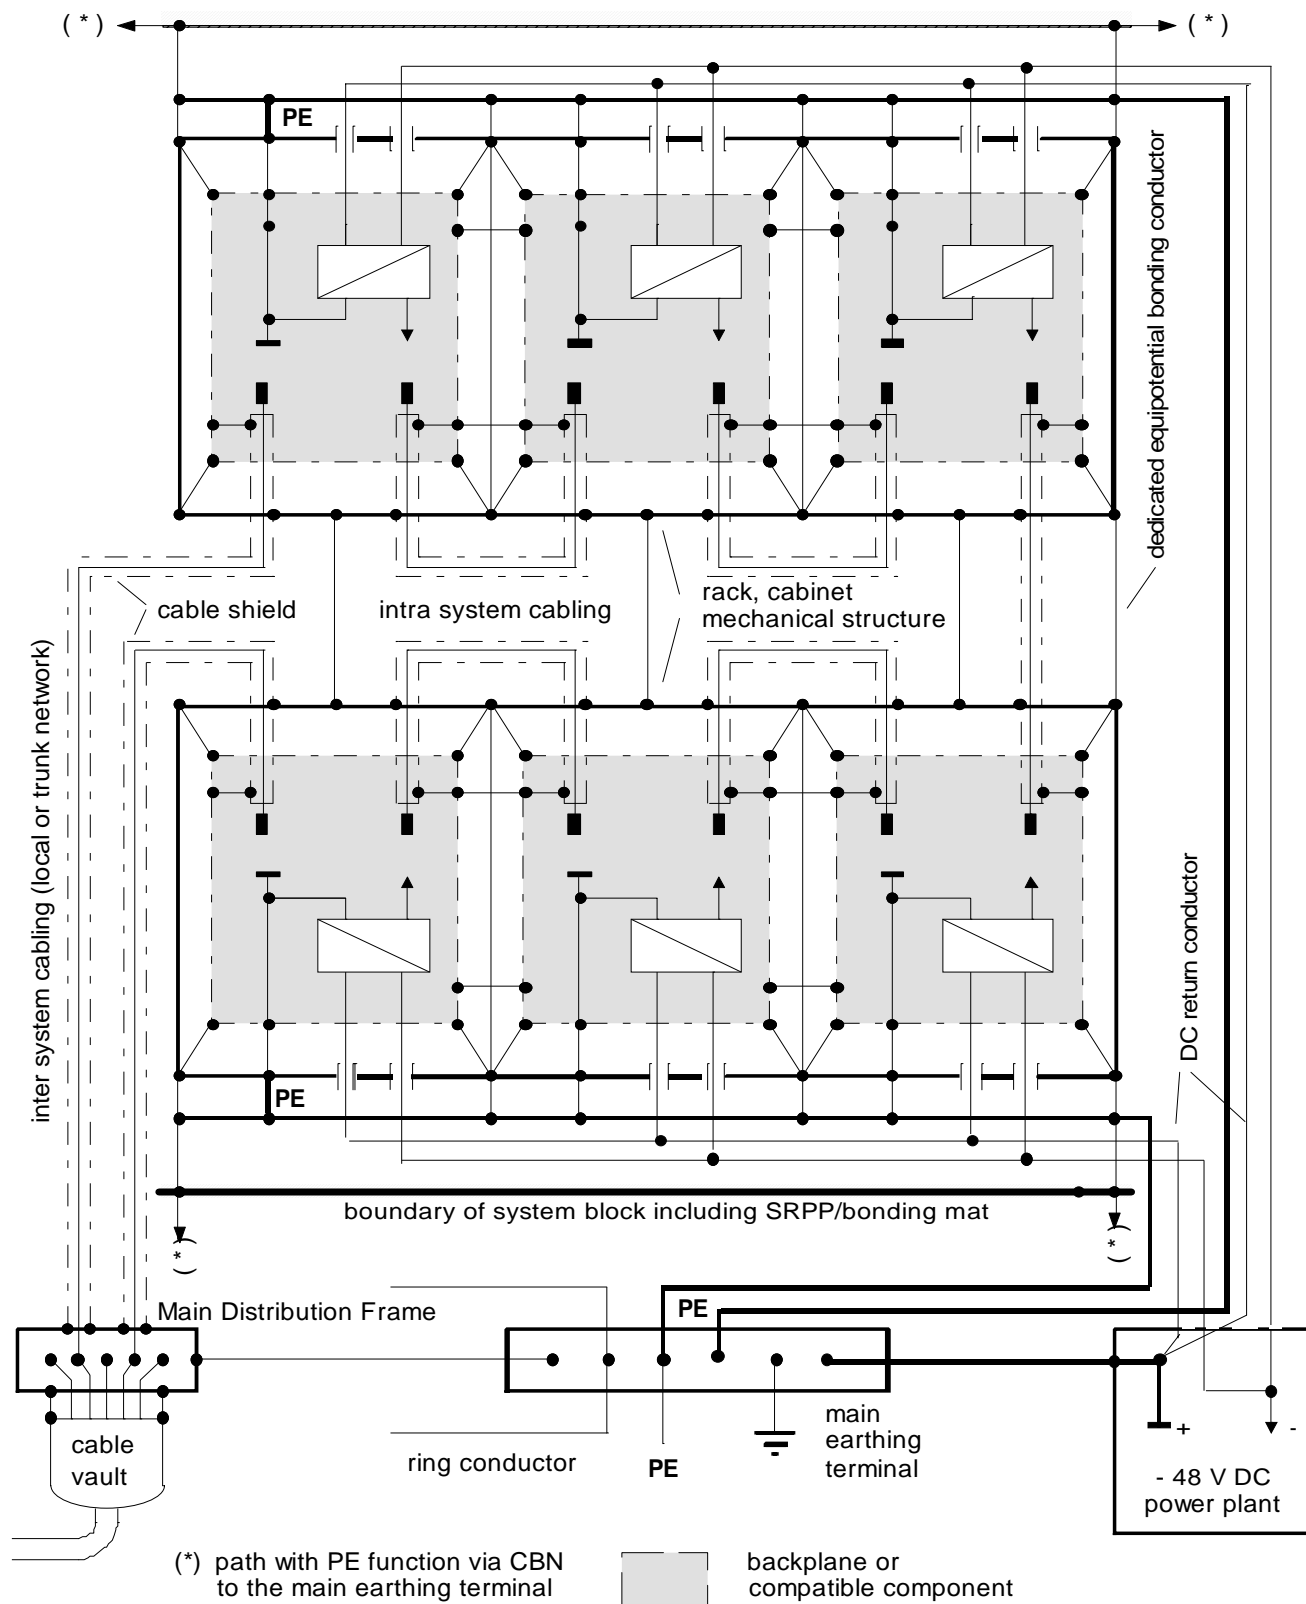 ( * )
( * )
PE
dedicated equipotential bonding conductor
cable shield
intra system cabling
rack, cabinet
mechanical structure
inter system cabling (local or trunk network)
DC return conductor
PE
boundary of system block including SRPP/bonding mat
( * )
( * )
Main Distribution Frame
PE
cable
vault
ring conductor
PE
main
earthing
terminal
+
-
- 48 V DC
power plant
(*) path with PE function via CBN
to the main earthing terminal
backplane or
compatible component